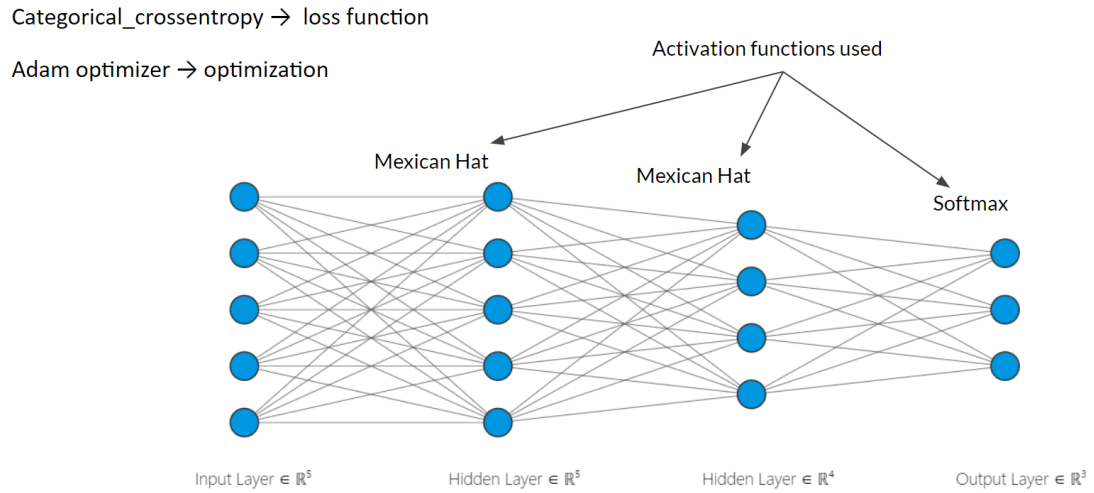 Categorical_crossentropy → loss function
Adam optimizer → optimization
Activation functions used
Mexican Hat
Mexican Hat
Softmax
Input Layer ∈ ℝ⁵
Hidden Layer ∈ ℝ⁵
Hidden Layer ∈ ℝ⁴
Output Layer ∈ ℝ³